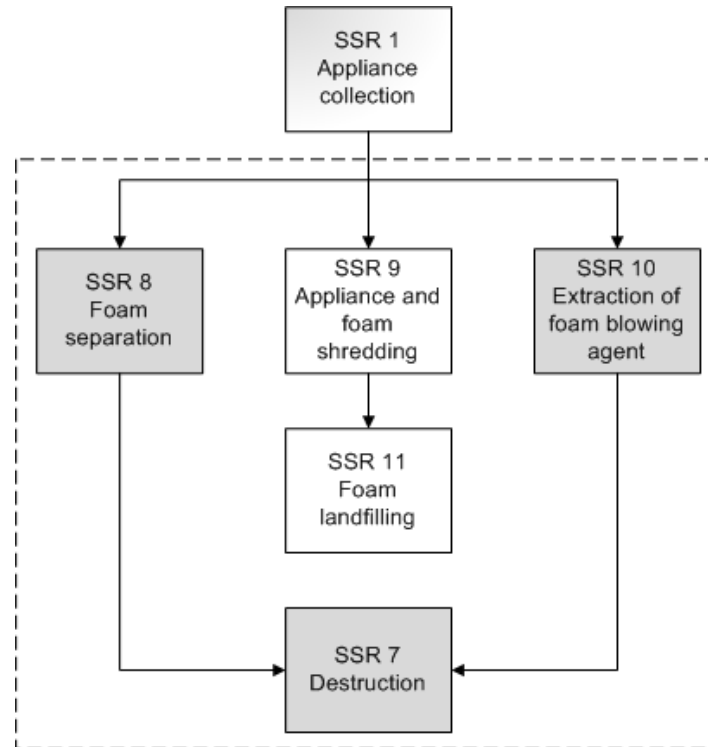 SSR 1
Appliance
collection
SSR 8
Foam
separation
SSR 9
Appliance and
foam
shredding
SSR 10
Extraction of
foam blowing
agent
SSR 11
Foam
landfilling
SSR 7
Destruction